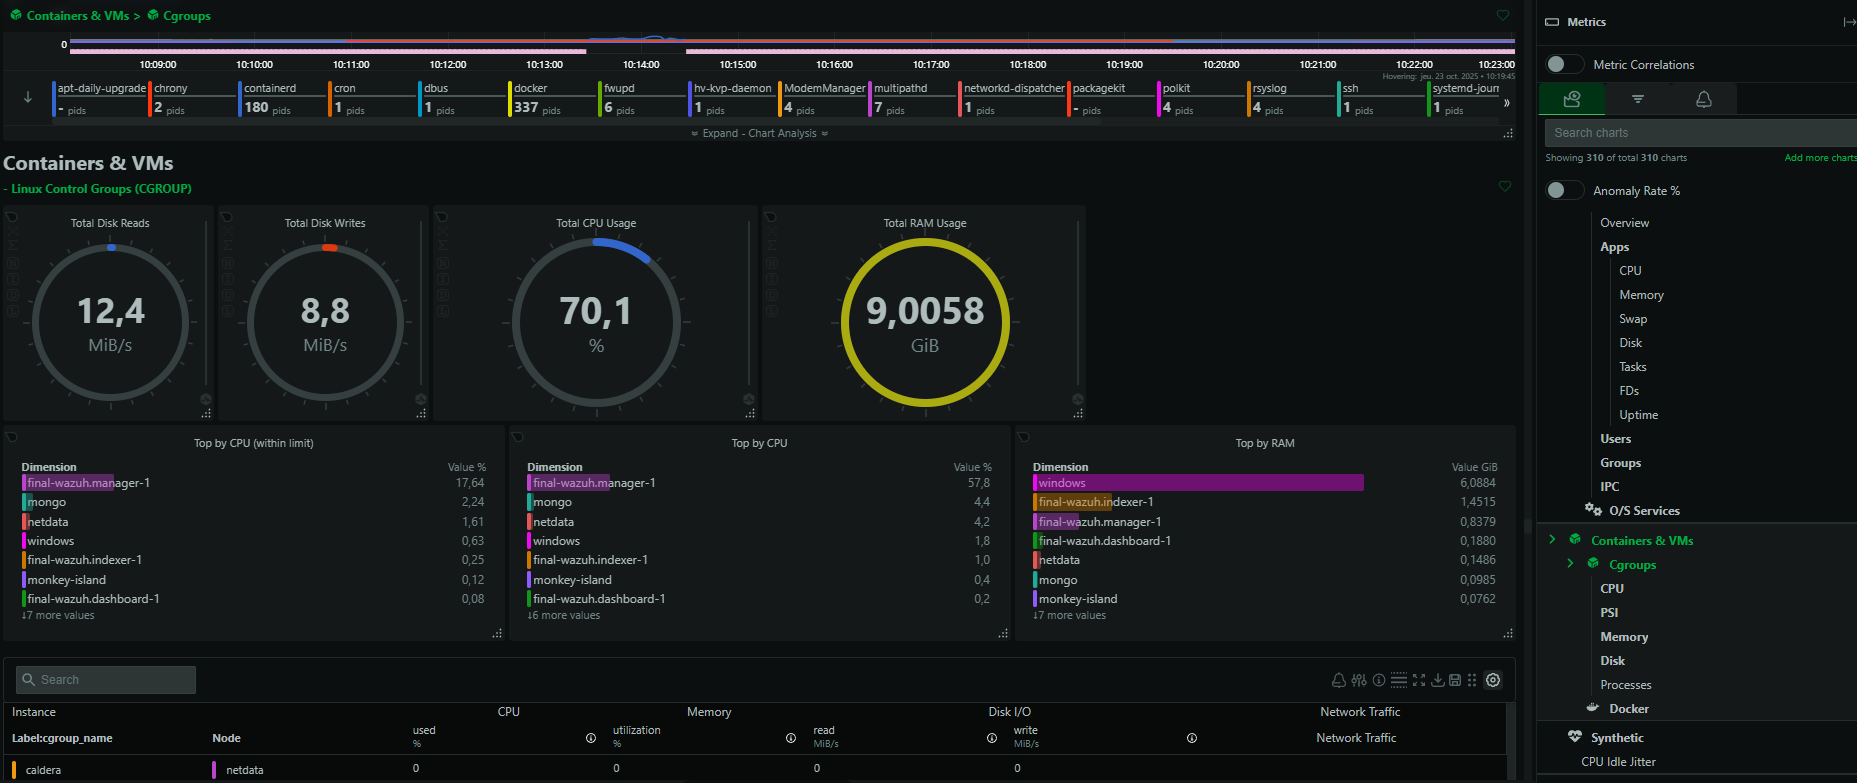 Containers & VMs > Cgroups
0
10:09:00 10:10:00 10:11:00 10:12:00 10:13:00 10:14:00 10:15:00 10:16:00 10:17:00 10:18:00 10:19:00 10:20:00 10:21:00 10:22:00 10:23:00
Hovering: jeu. 23 oct. 2025 • 10:19:45
apt-daily-upgrade chrony containerd cron dbus docker fwupd hv-kvp-daemon ModemManager multipathd networkd-dispatcher packagekit polkit rsyslog ssh systemd-journ
- pids 2 pids 180 pids 1 pids 1 pids 337 pids 6 pids 1 pids 4 pids 7 pids 1 pids - pids 4 pids 4 pids 1 pids 1 pids »
Expand - Chart Analysis
Containers & VMs
- Linux Control Groups (CGROUP)
Total Disk Reads
12,4
MiB/s
Total Disk Writes
8,8
MiB/s
Total CPU Usage
70,1
%
Total RAM Usage
9,0058
GiB
Top by CPU (within limit)
Dimension Value %
final-wazuh.manager-1 17,64
mongo 2,24
netdata 1,61
windows 0,63
final-wazuh.indexer-1 0,25
monkey-island 0,12
final-wazuh.dashboard-1 0,08
↓7 more values
Top by CPU
Dimension Value %
final-wazuh.manager-1 57,8
mongo 4,4
netdata 4,2
windows 1,8
final-wazuh.indexer-1 1,0
monkey-island 0,4
final-wazuh.dashboard-1 0,2
↓6 more values
Top by RAM
Dimension Value GiB
windows 6,0884
final-wazuh.indexer-1 1,4515
final-wazuh.manager-1 0,8379
final-wazuh.dashboard-1 0,1880
netdata 0,1486
mongo 0,0985
monkey-island 0,0762
↓7 more values
Search
Instance CPU Memory Disk I/O Network Traffic
Label:cgroup_name Node used % utilization % read MiB/s write MiB/s Network Traffic
caldera netdata 0 0 0 0
Metrics
Metric Correlations
Search charts
Showing 310 of total 310 charts Add more charts
Anomaly Rate %
Overview
Apps
CPU
Memory
Swap
Disk
Tasks
FDs
Uptime
Users
Groups
IPC
O/S Services
Containers & VMs
Cgroups
CPU
PSI
Memory
Disk
Processes
Docker
Synthetic
CPU Idle Jitter